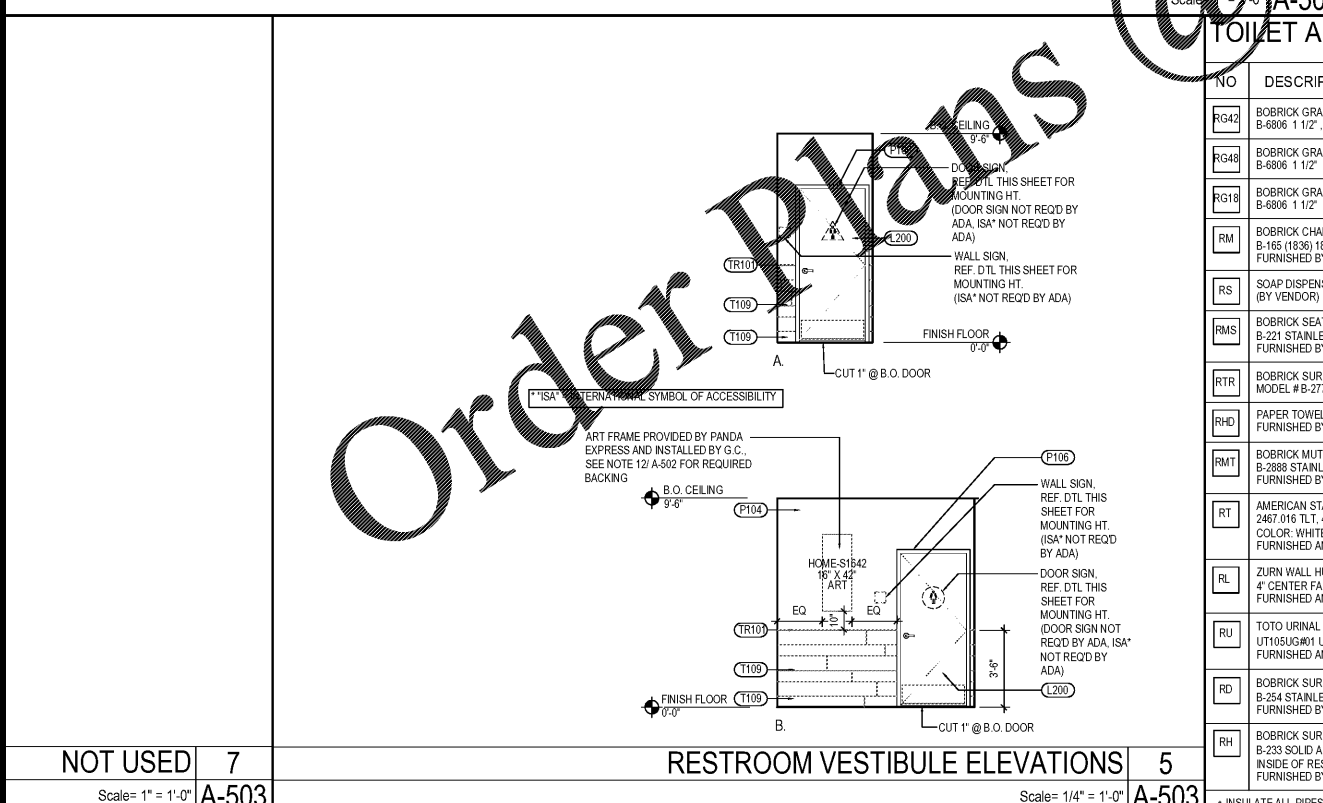 Order Plans @
Scale
A-50
B.O. CEILING
9'-6"
DOOR SIGN,
REF. DTL THIS SHEET FOR
MOUNTING HT.
(DOOR SIGN NOT REQ'D BY
ADA, ISA* NOT REQ'D BY
ADA)
L200
WALL SIGN,
REF. DTL THIS SHEET FOR
MOUNTING HT.
(ISA* NOT REQ'D BY ADA)
TR101
T109
T109
FINISH FLOOR
0'-0"
A.
CUT 1" @ B.O. DOOR
* "ISA" = INTERNATIONAL SYMBOL OF ACCESSIBILITY
ART FRAME PROVIDED BY PANDA
EXPRESS AND INSTALLED BY G.C.,
SEE NOTE 12/ A-502 FOR REQUIRED
BACKING
B.O. CEILING
9'-6"
P104
P106
WALL SIGN,
REF. DTL THIS
SHEET FOR
MOUNTING HT.
(ISA* NOT REQ'D
BY ADA)
HOME-S1642
16" X 42"
ART
EQ
10"
EQ
DOOR SIGN,
REF. DTL THIS
SHEET FOR
MOUNTING HT.
(DOOR SIGN NOT
REQ'D BY ADA, ISA*
NOT REQ'D BY
ADA)
TR101
T109
T109
3'-6"
L200
FINISH FLOOR
0'-0"
B.
CUT 1" @ B.O. DOOR
NOT USED 7
Scale= 1" = 1'-0" A-503
RESTROOM VESTIBULE ELEVATIONS 5
Scale= 1/4" = 1'-0" A-503
TOILET A
NO DESCRIP
RG42 BOBRICK GRA
B-6806 1 1/2" ,
RG48 BOBRICK GRA
B-6806 1 1/2"
RG18 BOBRICK GRA
B-6806 1 1/2"
RM BOBRICK CHA
B-165 (1836) 18
FURNISHED BY
RS SOAP DISPENS
(BY VENDOR)
RMS BOBRICK SEAT
B-221 STAINLE
FURNISHED BY
RTR BOBRICK SUR
MODEL # B-277
RHD PAPER TOWEL
FURNISHED BY
RMT BOBRICK MUT
B-2888 STAINL
FURNISHED BY
RT AMERICAN STA
2467.016 TLT, 4
COLOR: WHITE
FURNISHED AN
RL ZURN WALL HU
4" CENTER FA
FURNISHED AN
RU TOTO URINAL
UT105UG#01 U
FURNISHED AN
RD BOBRICK SUR
B-254 STAINLE
FURNISHED BY
RH BOBRICK SUR
B-233 SOLID A
INSIDE OF RES
FURNISHED BY
* INSULATE ALL PIPES